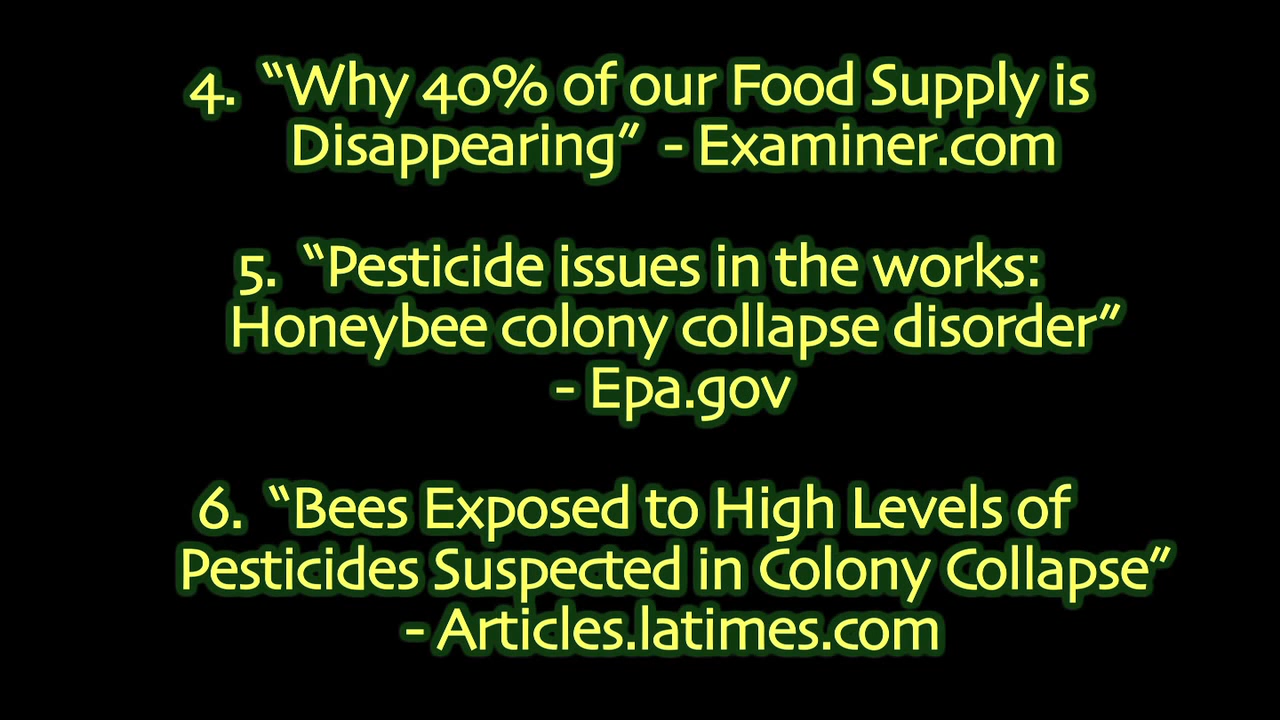 4. “Why 40% of our Food Supply is
Disappearing” - Examiner.com
5. “Pesticide issues in the works:
Honeybee colony collapse disorder”
- Epa.gov
6. “Bees Exposed to High Levels of
Pesticides Suspected in Colony Collapse”
- Articles.latimes.com